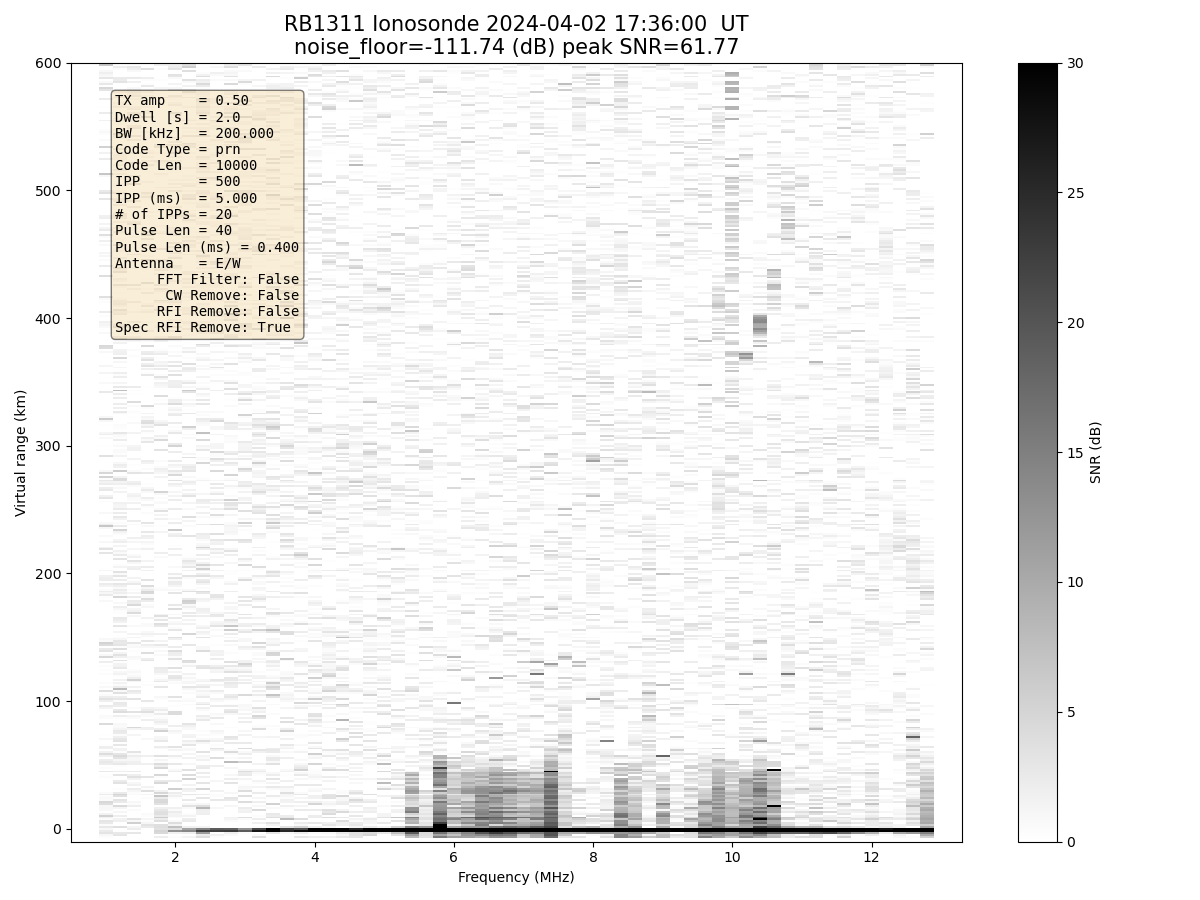 RB1311 Ionosonde 2024-04-02 17:36:00 UT
noise_floor=-111.74 (dB) peak SNR=61.77
TX amp = 0.50
Dwell [s] = 2.0
BW [kHz] = 200.000
Code Type = prn
Code Len = 10000
IPP = 500
IPP (ms) = 5.000
# of IPPs = 20
Pulse Len = 40
Pulse Len (ms) = 0.400
Antenna = E/W
FFT Filter: False
CW Remove: False
RFI Remove: False
Spec RFI Remove: True
600
500
400
300
200
100
0
Virtual range (km)
2 4 6 8 10 12
Frequency (MHz)
30
25
20
15
10
5
0
SNR (dB)